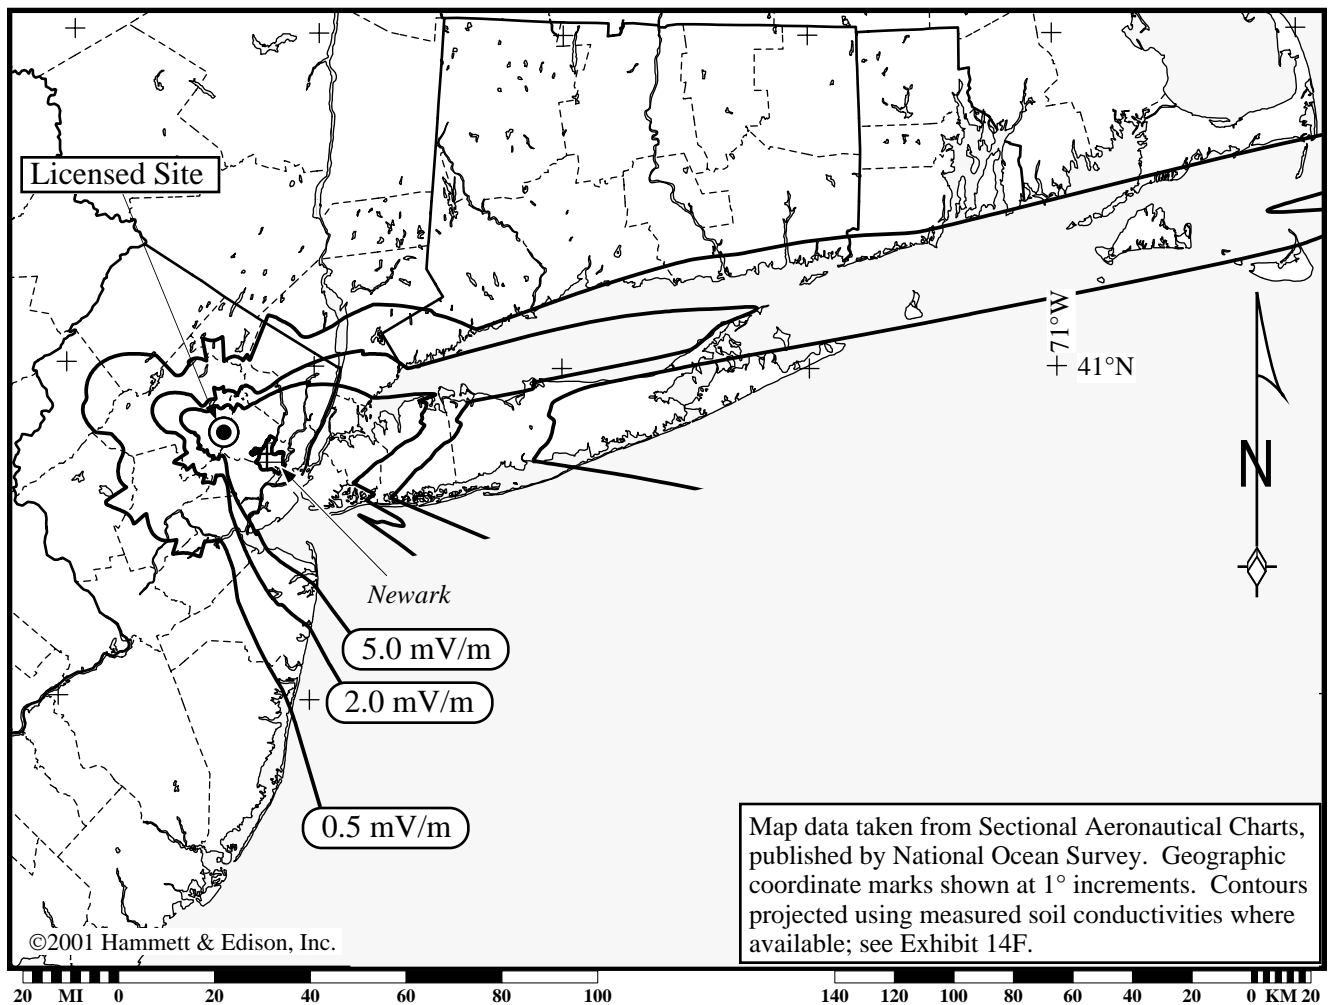 Licensed Site
71°W
41°N
N
Newark
5.0 mV/m
2.0 mV/m
0.5 mV/m
Map data taken from Sectional Aeronautical Charts,
published by National Ocean Survey. Geographic
coordinate marks shown at 1° increments. Contours
projected using measured soil conductivities where
available; see Exhibit 14F.
©2001 Hammett & Edison, Inc.
20 MI 0 20 40 60 80 100 140 120 100 80 60 40 20 0 KM 20